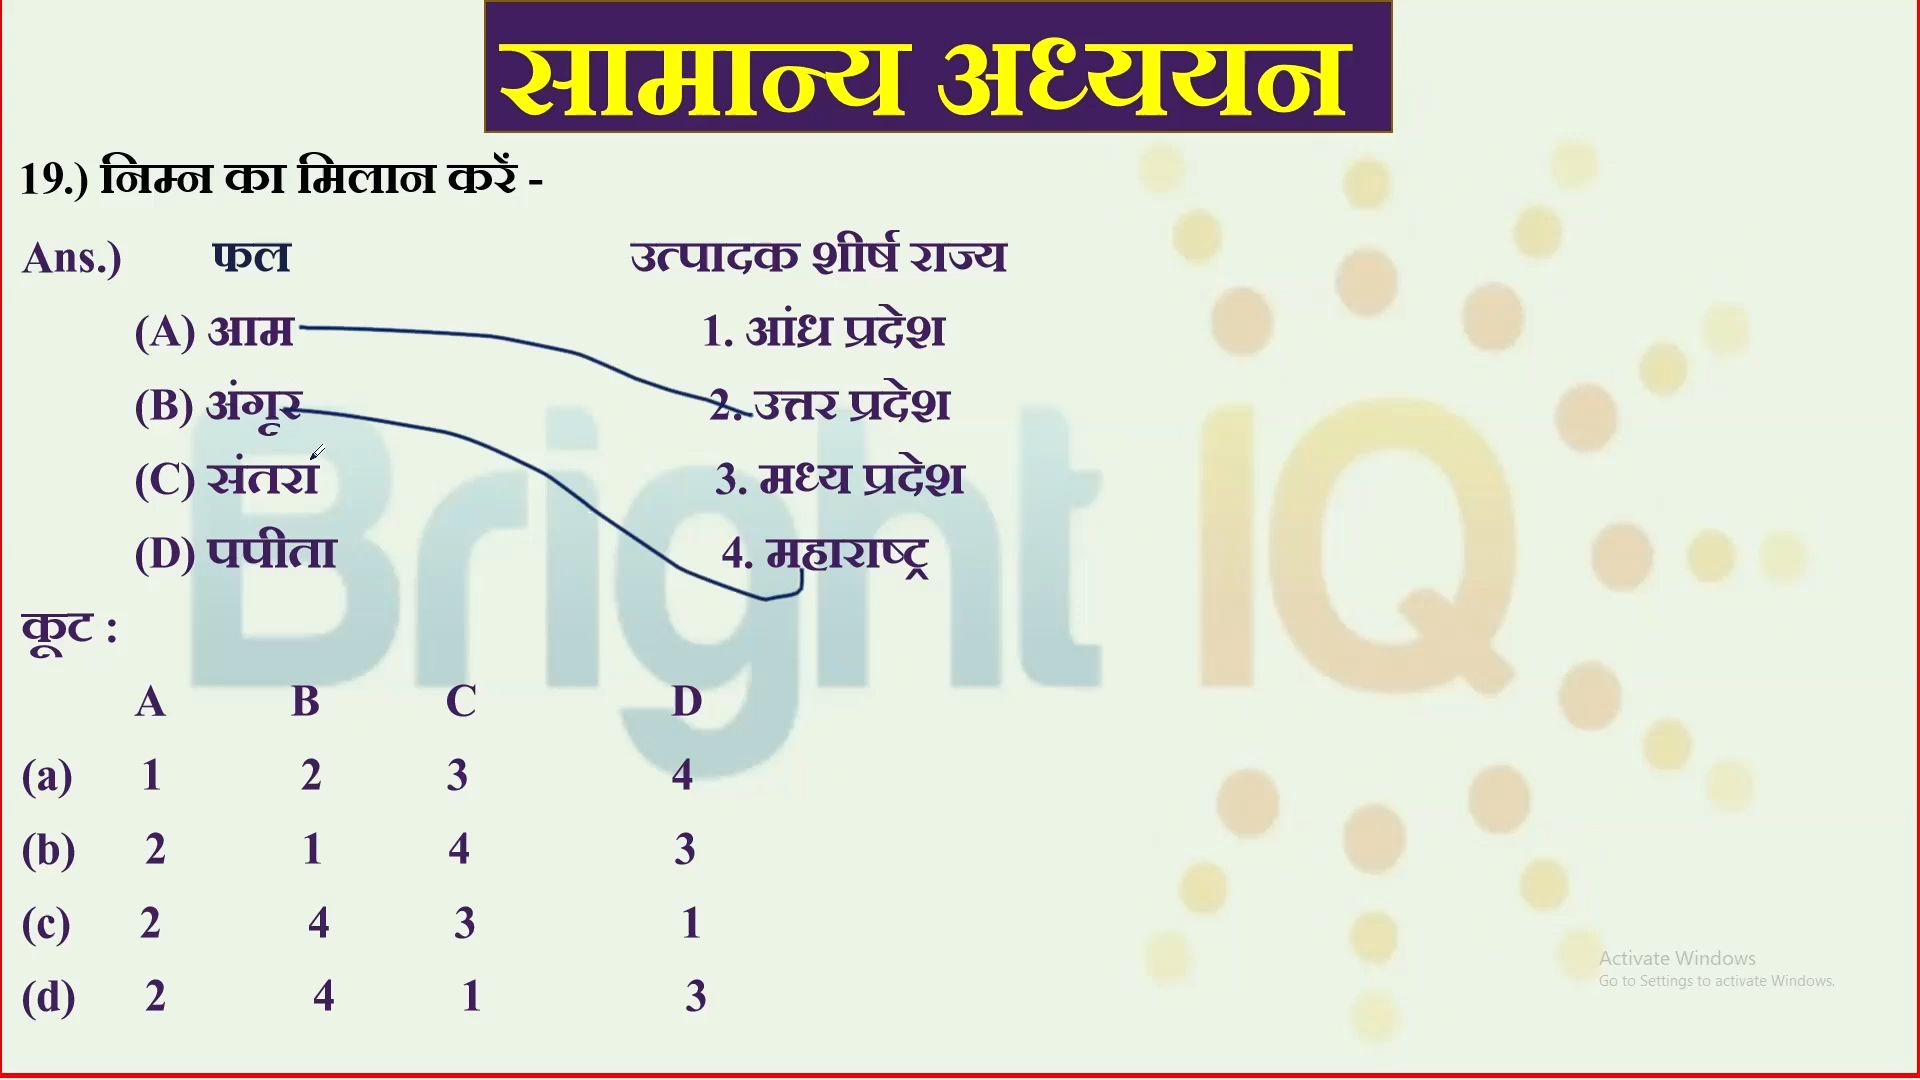 सामान्य अध्ययन
19.) निम्न का मिलान करें -
Ans.) फल उत्पादक शीर्ष राज्य
(A) आम 1. आंध्र प्रदेश
(B) अंगूर 2. उत्तर प्रदेश
(C) संतरा 3. मध्य प्रदेश
(D) पपीता 4. महाराष्ट्र
कूट :
A B C D
(a) 1 2 3 4
(b) 2 1 4 3
(c) 2 4 3 1
(d) 2 4 1 3
Bright IQ
Activate Windows
Go to Settings to activate Windows.